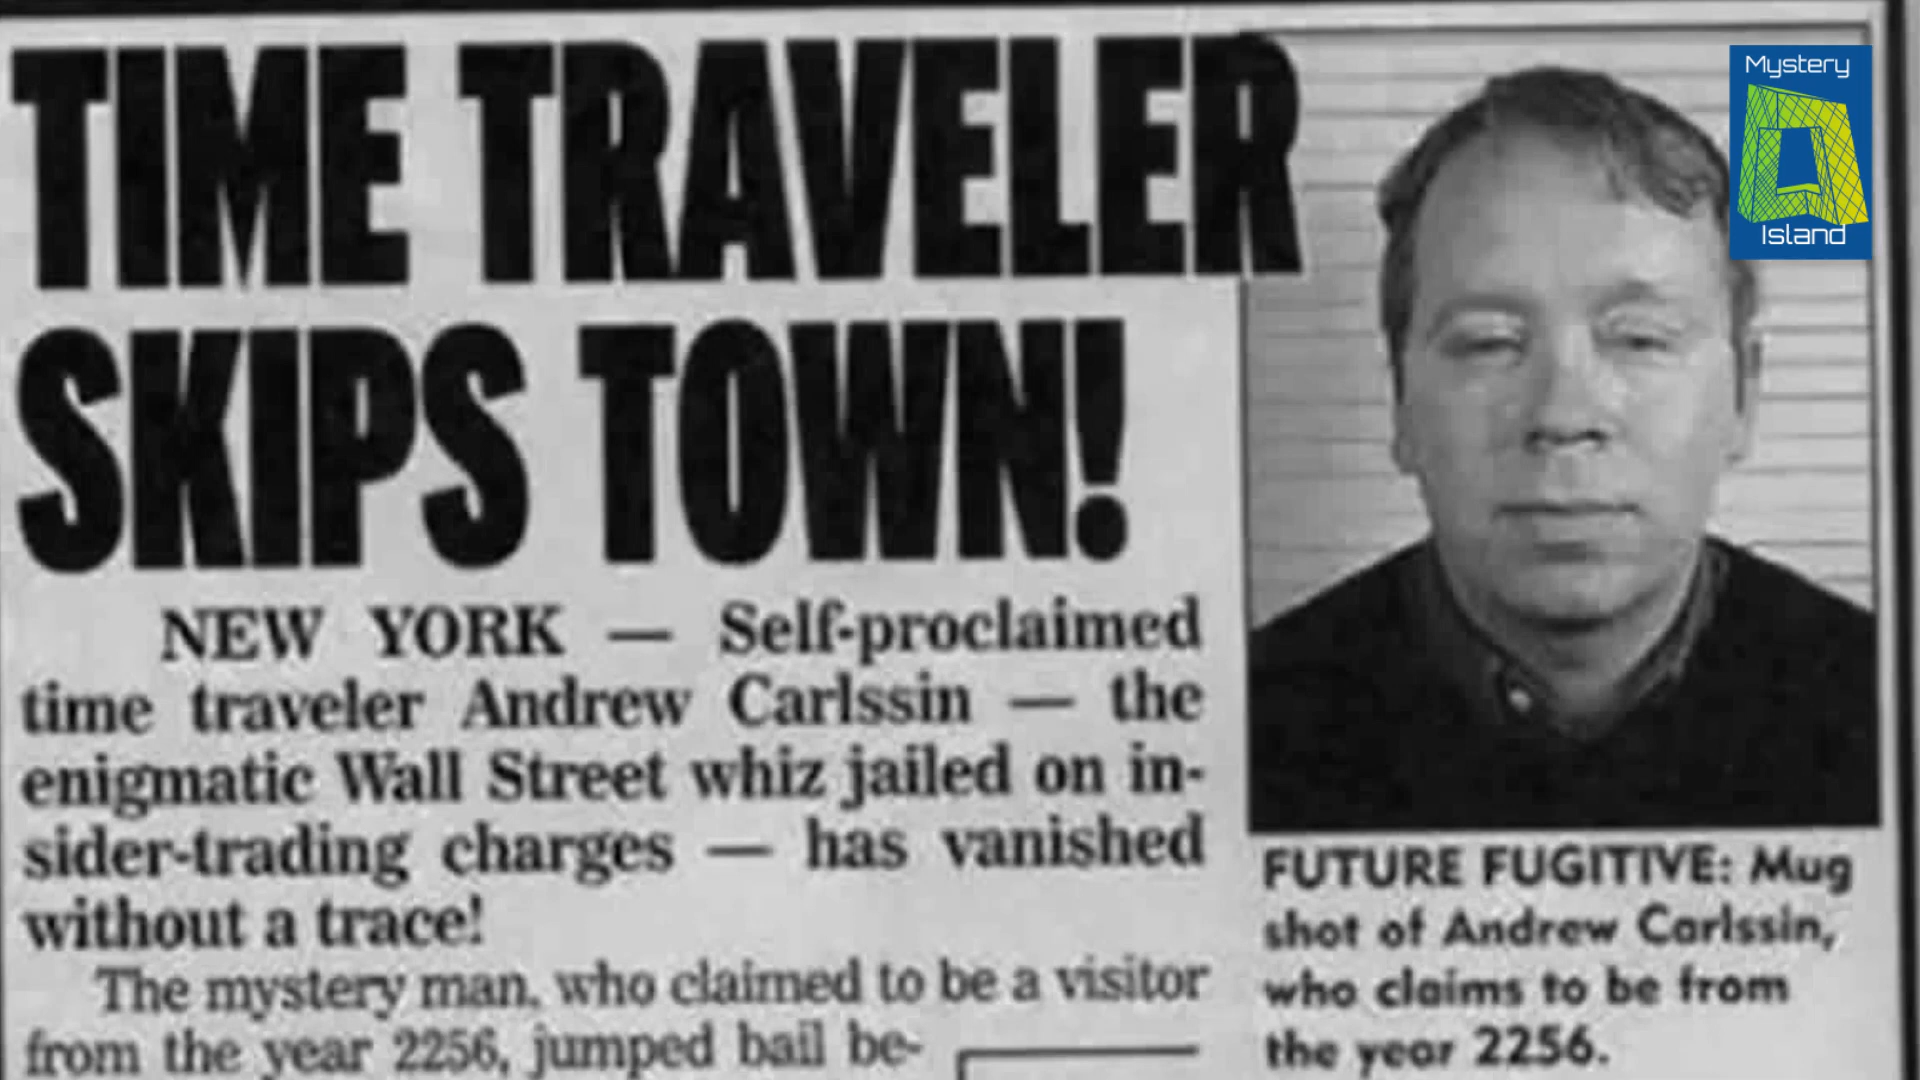 TIME TRAVELER
SKIPS TOWN!
NEW YORK — Self-proclaimed
time traveler Andrew Carlssin — the
enigmatic Wall Street whiz jailed on in-
sider-trading charges — has vanished
without a trace!
The mystery man, who claimed to be a visitor
from the year 2256, jumped bail be-
FUTURE FUGITIVE: Mug
shot of Andrew Carlssin,
who claims to be from
the year 2256.
Mystery
Island